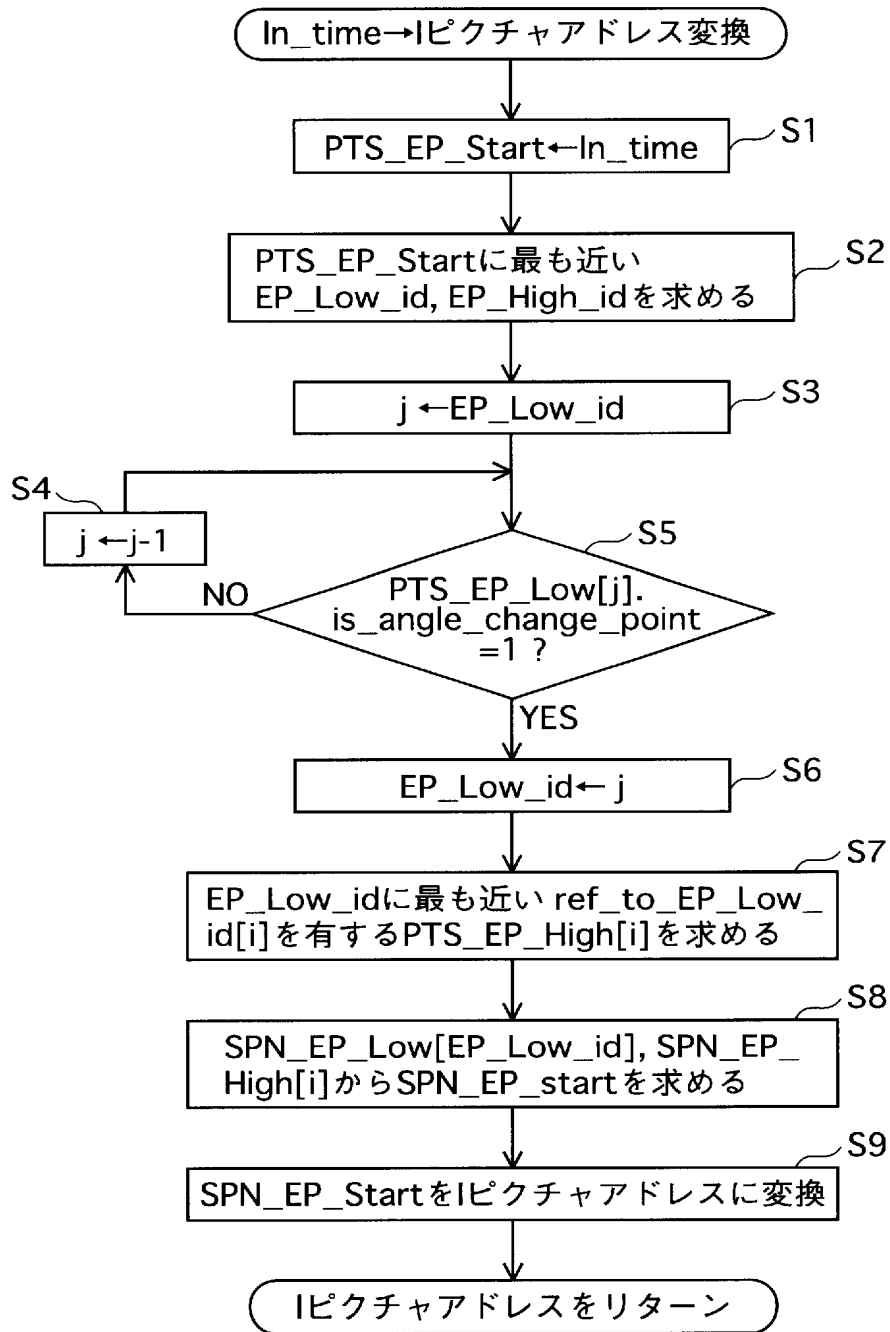 In_time→Iピクチャアドレス変換
PTS_EP_Start←In_time
S1
PTS_EP_Startに最も近い
EP_Low_id, EP_High_idを求める
S2
j ←EP_Low_id
S3
S4
j ←j-1
S5
NO
PTS_EP_Low[j].
is_angle_change_point
=1 ?
YES
EP_Low_id← j
S6
S7
EP_Low_idに最も近い ref_to_EP_Low_
id[i]を有するPTS_EP_High[i]を求める
S8
SPN_EP_Low[EP_Low_id], SPN_EP_
High[i]からSPN_EP_startを求める
S9
SPN_EP_StartをIピクチャアドレスに変換
Iピクチャアドレスをリターン